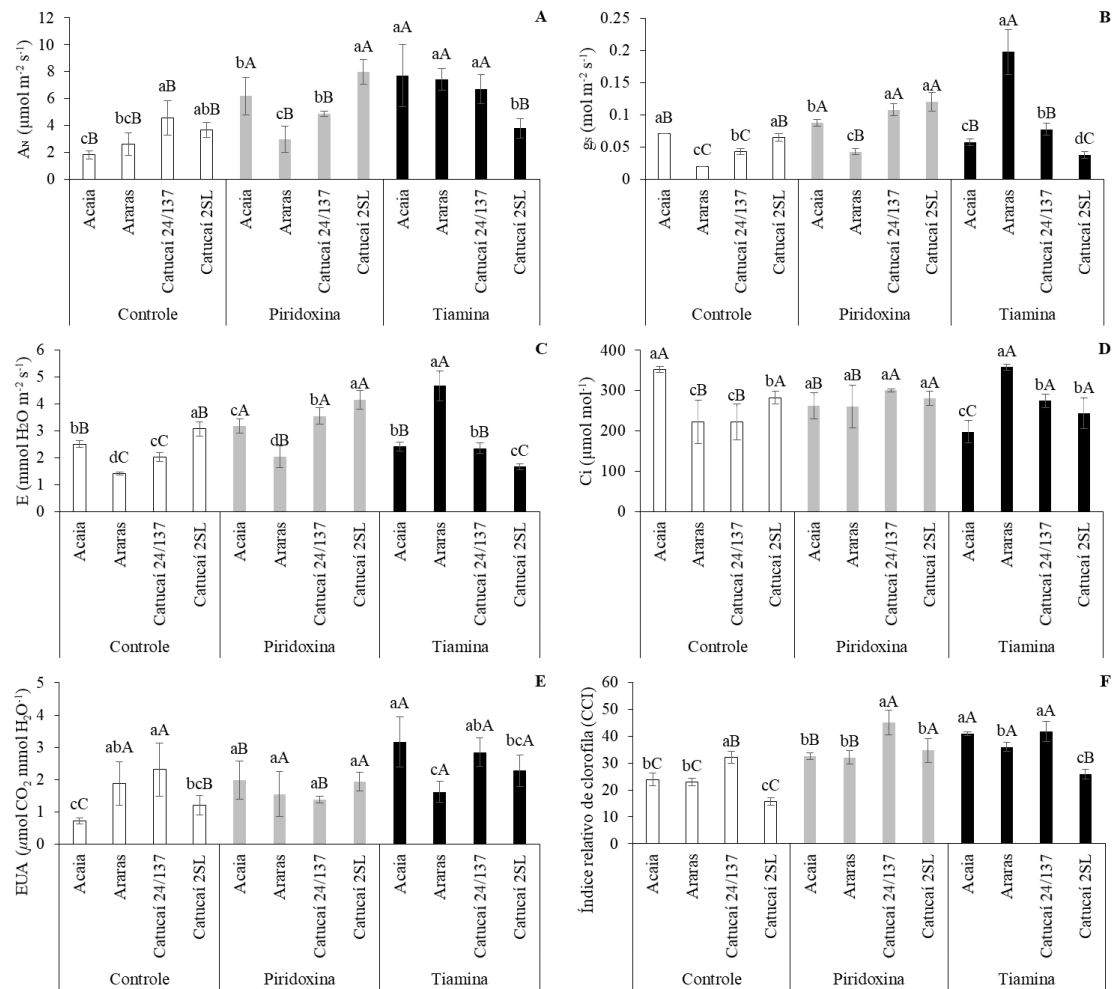 A
A_N (μmol m⁻² s⁻¹)
12
10
8
6
4
2
0
cB
bcB
aB
abB
bA
cB
bB
aA
aA
aA
aA
bB
Acaia
Araras
Catucaí 24/137
Catucaí 2SL
Acaia
Araras
Catucaí 24/137
Catucaí 2SL
Acaia
Araras
Catucaí 24/137
Catucaí 2SL
Controle
Piridoxina
Tiamina
B
gs (mol m⁻² s⁻¹)
0.25
0.2
0.15
0.1
0.05
0
aB
cC
bC
aB
bA
cB
aA
aA
cB
aA
bB
dC
Acaia
Araras
Catucaí 24/137
Catucaí 2SL
Acaia
Araras
Catucaí 24/137
Catucaí 2SL
Acaia
Araras
Catucaí 24/137
Catucaí 2SL
Controle
Piridoxina
Tiamina
C
E (mmol H₂O m⁻² s⁻¹)
6
5
4
3
2
1
0
bB
dC
cC
aB
cA
dB
bA
aA
bB
aA
bB
cC
Acaia
Araras
Catucaí 24/137
Catucaí 2SL
Acaia
Araras
Catucaí 24/137
Catucaí 2SL
Acaia
Araras
Catucaí 24/137
Catucaí 2SL
Controle
Piridoxina
Tiamina
D
Ci (μmol mol⁻¹)
400
300
200
100
0
aA
cB
cB
bA
aB
aB
aA
aA
cC
aA
bA
bA
Acaia
Araras
Catucaí 24/137
Catucaí 2SL
Acaia
Araras
Catucaí 24/137
Catucaí 2SL
Acaia
Araras
Catucaí 24/137
Catucaí 2SL
Controle
Piridoxina
Tiamina
E
EUA (μmol CO₂ mmol H₂O⁻¹)
5
4
3
2
1
0
cC
abA
aA
bcB
aB
aA
aB
aA
aA
cA
abA
bcA
Acaia
Araras
Catucaí 24/137
Catucaí 2SL
Acaia
Araras
Catucaí 24/137
Catucaí 2SL
Acaia
Araras
Catucaí 24/137
Catucaí 2SL
Controle
Piridoxina
Tiamina
F
Índice relativo de clorofila (CCI)
60
50
40
30
20
10
0
bC
bC
aB
cC
bB
bB
aA
bA
aA
bA
aA
cB
Acaia
Araras
Catucaí 24/137
Catucaí 2SL
Acaia
Araras
Catucaí 24/137
Catucaí 2SL
Acaia
Araras
Catucaí 24/137
Catucaí 2SL
Controle
Piridoxina
Tiamina